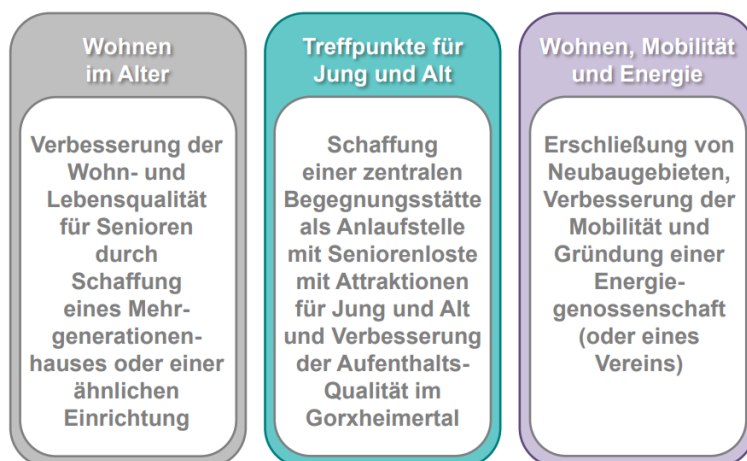 Wohnen
im Alter
Verbesserung der
Wohn- und
Lebensqualität
für Senioren
durch
Schaffung
eines Mehr-
generationen-
hauses oder einer
ähnlichen
Einrichtung
Treffpunkte für
Jung und Alt
Schaffung
einer zentralen
Begegnungsstätte
als Anlaufstelle
mit Seniorenloste
mit Attraktionen
für Jung und Alt
und Verbesserung
der Aufenthalts-
Qualität im
Gorxheimertal
Wohnen, Mobilität
und Energie
Erschließung von
Neubaugebieten,
Verbesserung der
Mobilität und
Gründung einer
Energie-
genossenschaft
(oder eines
Vereins)